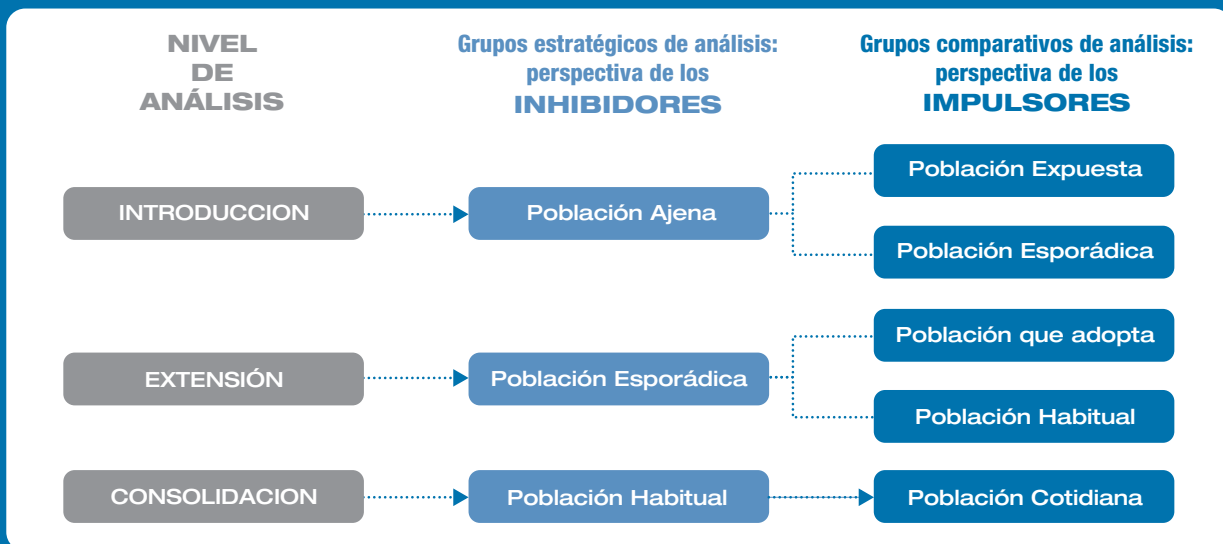 NIVEL
DE
ANÁLISIS
Grupos estratégicos de análisis:
perspectiva de los
INHIBIDORES
Grupos comparativos de análisis:
perspectiva de los
IMPULSORES
INTRODUCCION
Población Ajena
Población Expuesta
Población Esporádica
EXTENSIÓN
Población Esporádica
Población que adopta
Población Habitual
CONSOLIDACION
Población Habitual
Población Cotidiana